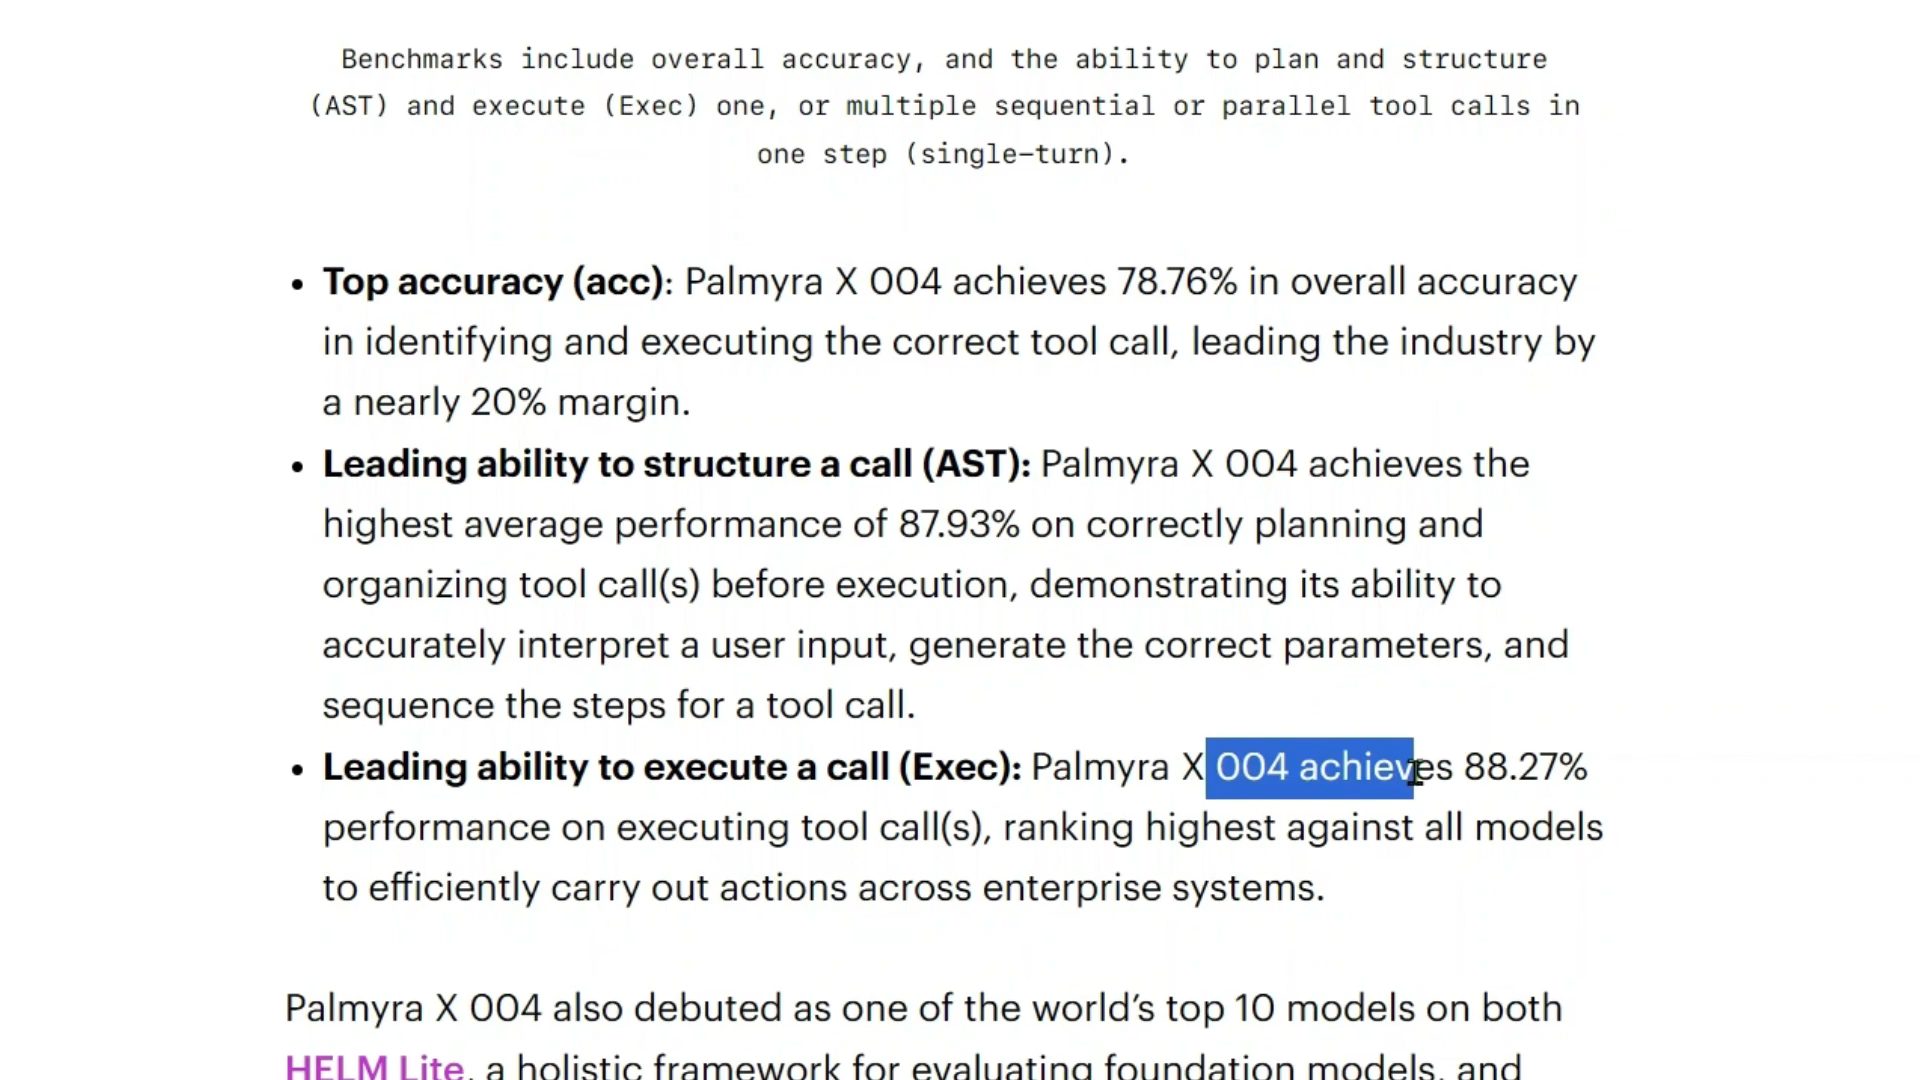 Benchmarks include overall accuracy, and the ability to plan and structure
(AST) and execute (Exec) one, or multiple sequential or parallel tool calls in
one step (single-turn).
• Top accuracy (acc): Palmyra X 004 achieves 78.76% in overall accuracy
in identifying and executing the correct tool call, leading the industry by
a nearly 20% margin.
• Leading ability to structure a call (AST): Palmyra X 004 achieves the
highest average performance of 87.93% on correctly planning and
organizing tool call(s) before execution, demonstrating its ability to
accurately interpret a user input, generate the correct parameters, and
sequence the steps for a tool call.
• Leading ability to execute a call (Exec): Palmyra X 004 achieves 88.27%
performance on executing tool call(s), ranking highest against all models
to efficiently carry out actions across enterprise systems.
Palmyra X 004 also debuted as one of the world’s top 10 models on both
HELM Lite, a holistic framework for evaluating foundation models, and